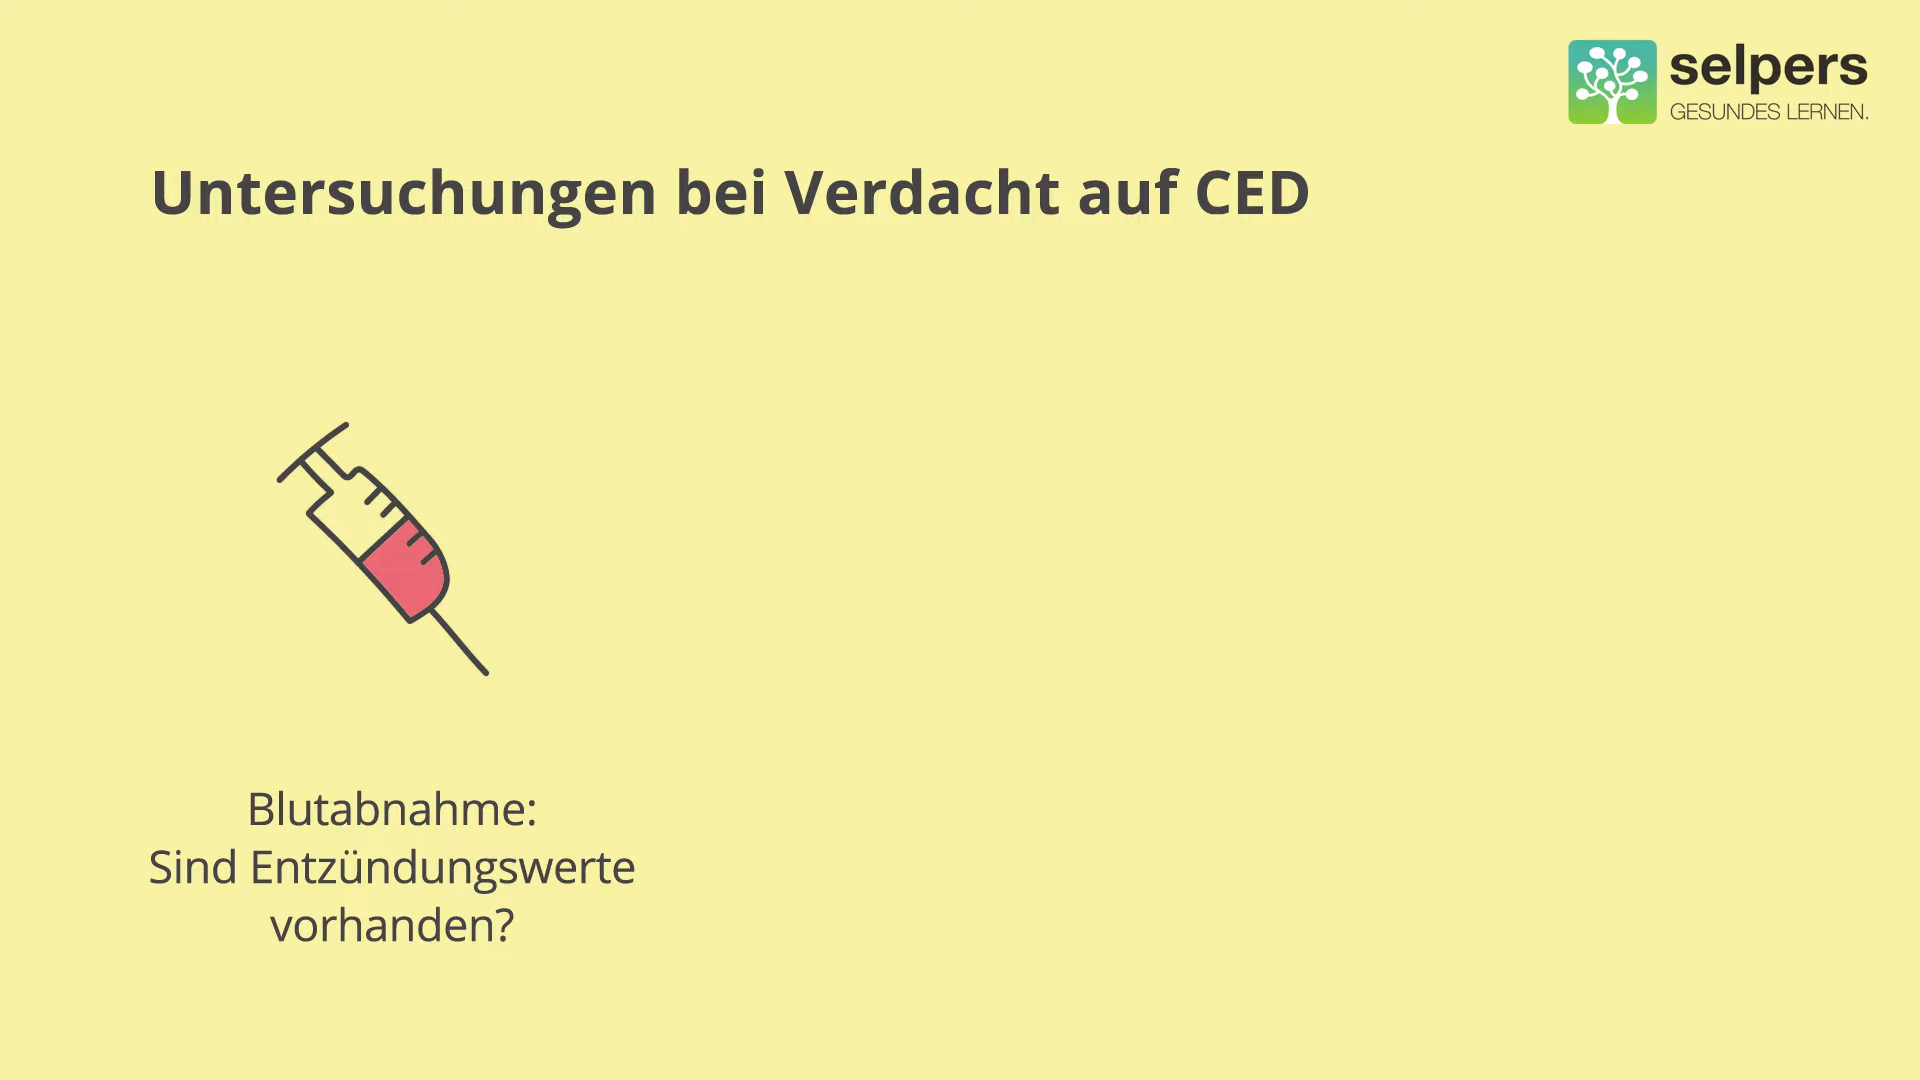 selpers
GESUNDES LERNEN.
Untersuchungen bei Verdacht auf CED
Blutabnahme:
Sind Entzündungswerte
vorhanden?